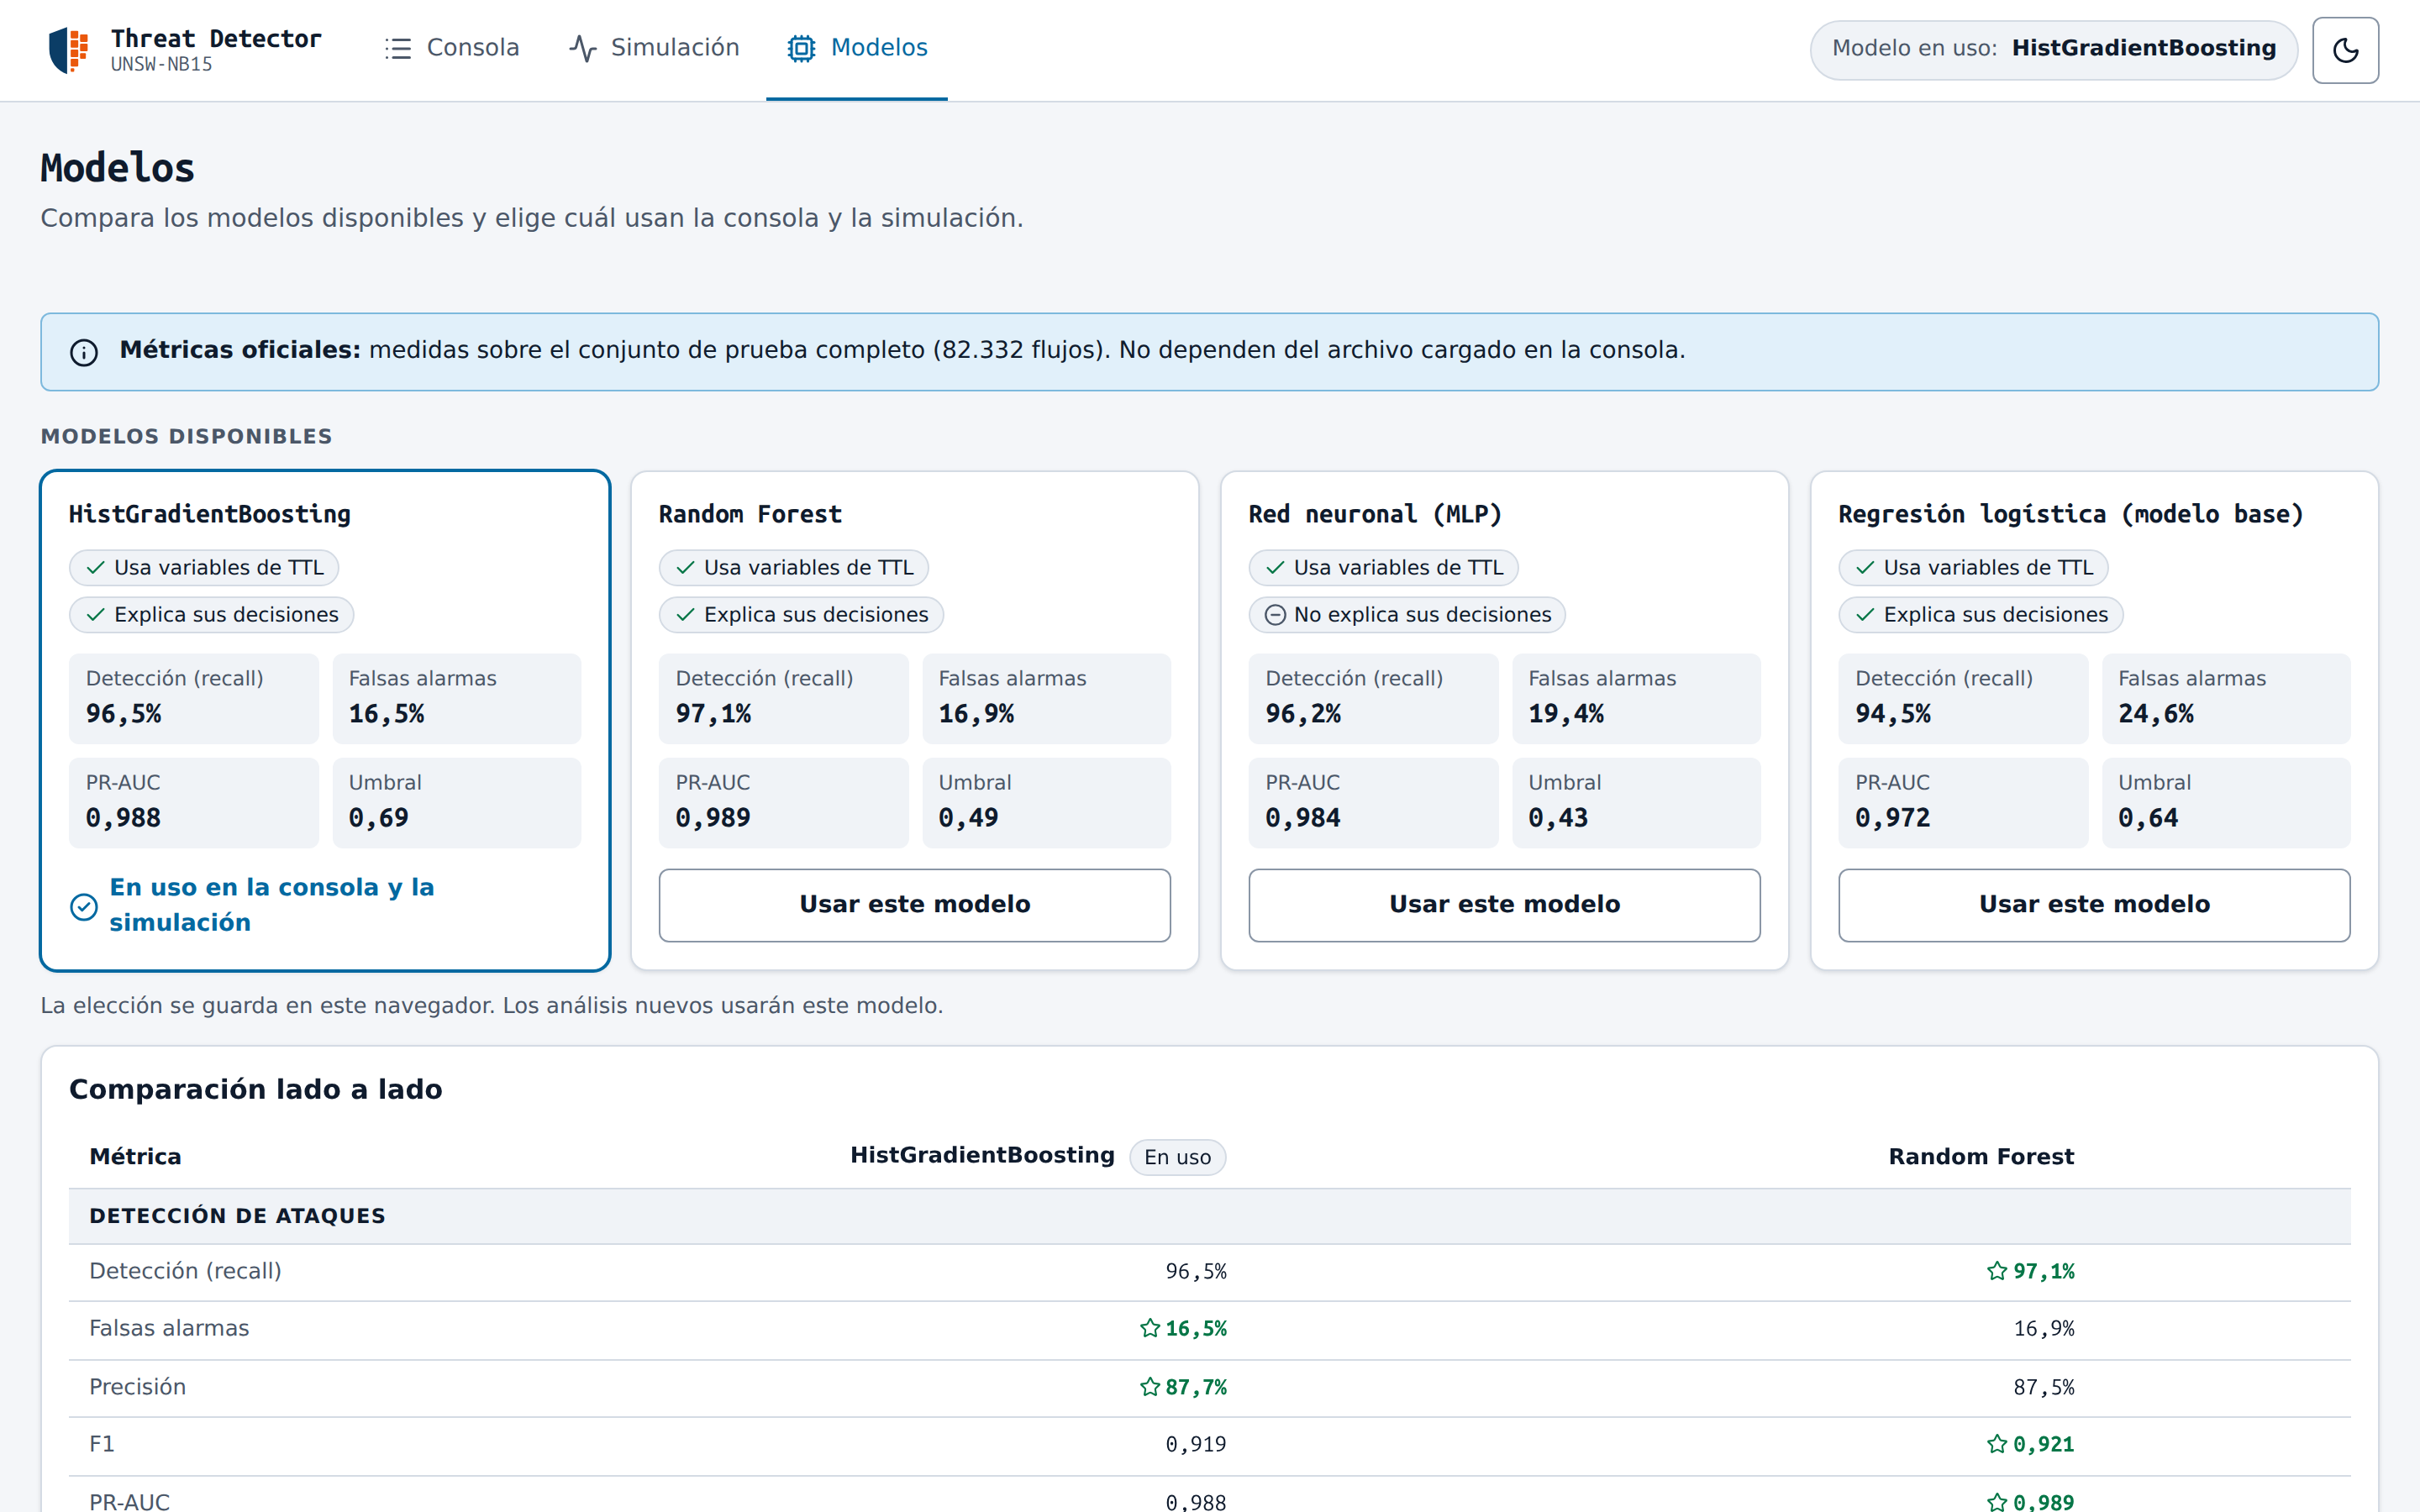 Threat Detector
UNSW-NB15
Consola
Simulación
Modelos
Modelo en uso: HistGradientBoosting
Modelos
Compara los modelos disponibles y elige cuál usan la consola y la simulación.
Métricas oficiales: medidas sobre el conjunto de prueba completo (82.332 flujos). No dependen del archivo cargado en la consola.
MODELOS DISPONIBLES
HistGradientBoosting
Usa variables de TTL
Explica sus decisiones
Detección (recall)
96,5%
Falsas alarmas
16,5%
PR-AUC
0,988
Umbral
0,69
En uso en la consola y la
simulación
Random Forest
Usa variables de TTL
Explica sus decisiones
Detección (recall)
97,1%
Falsas alarmas
16,9%
PR-AUC
0,989
Umbral
0,49
Usar este modelo
Red neuronal (MLP)
Usa variables de TTL
No explica sus decisiones
Detección (recall)
96,2%
Falsas alarmas
19,4%
PR-AUC
0,984
Umbral
0,43
Usar este modelo
Regresión logística (modelo base)
Usa variables de TTL
Explica sus decisiones
Detección (recall)
94,5%
Falsas alarmas
24,6%
PR-AUC
0,972
Umbral
0,64
Usar este modelo
La elección se guarda en este navegador. Los análisis nuevos usarán este modelo.
Comparación lado a lado
Métrica HistGradientBoosting En uso Random Forest
DETECCIÓN DE ATAQUES
Detección (recall) 96,5% 97,1%
Falsas alarmas 16,5% 16,9%
Precisión 87,7% 87,5%
F1 0,919 0,921
PR-AUC 0,988 0,989